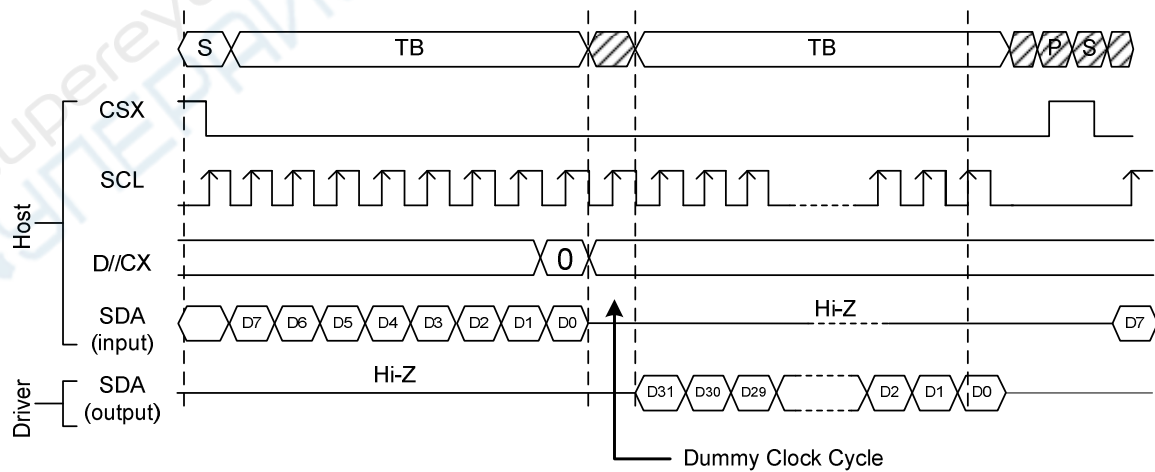 S TB TB P S
CSX
SCL
D//CX 0
SDA
(input)
D7 D6 D5 D4 D3 D2 D1 D0 Hi-Z D7
SDA
(output)
Hi-Z D31 D30 D29 D2 D1 D0
Host
Driver
Dummy Clock Cycle